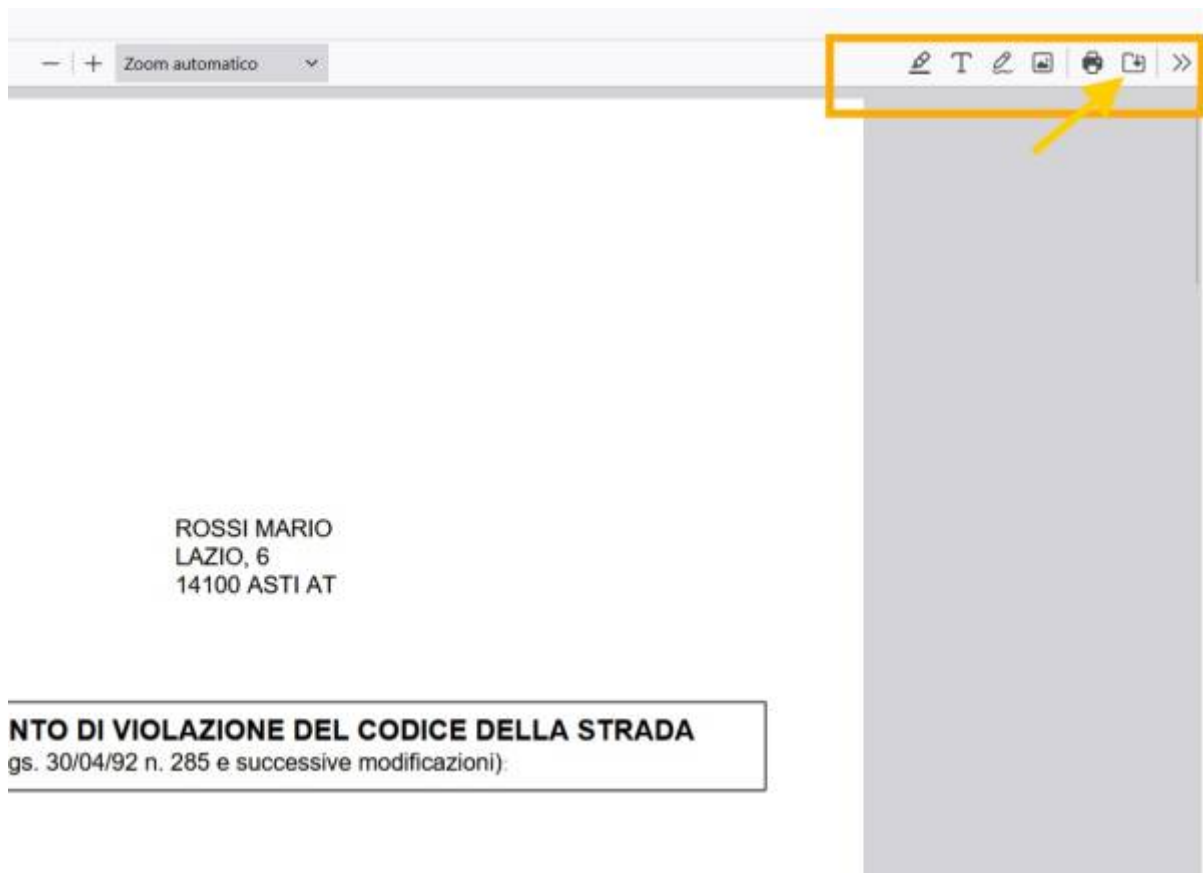 Zoom automatico
ROSSI MARIO
LAZIO, 6
14100 ASTI AT
NTO DI VIOLAZIONE DEL CODICE DELLA STRADA
gs. 30/04/92 n. 285 e successive modificazioni):